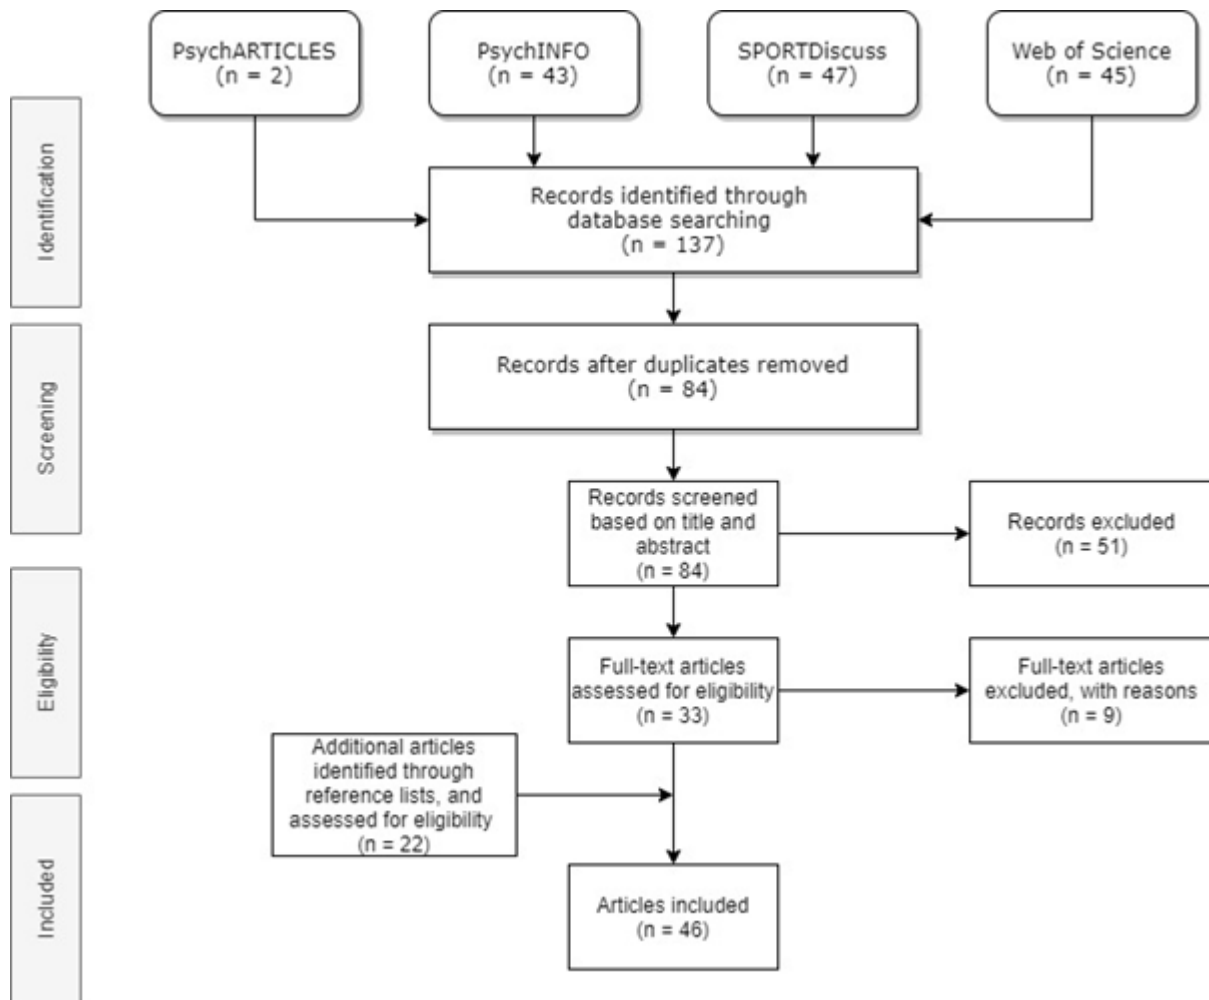 PsychARTICLES
(n = 2)
PsychINFO
(n = 43)
SPORTDiscuss
(n = 47)
Web of Science
(n = 45)
Identification
Records identified through
database searching
(n = 137)
Screening
Records after duplicates removed
(n = 84)
Records screened
based on title and
abstract
(n = 84)
Records excluded
(n = 51)
Eligibility
Full-text articles
assessed for eligibility
(n = 33)
Full-text articles
excluded, with reasons
(n = 9)
Additional articles
identified through
reference lists, and
assessed for eligibility
(n = 22)
Included
Articles included
(n = 46)